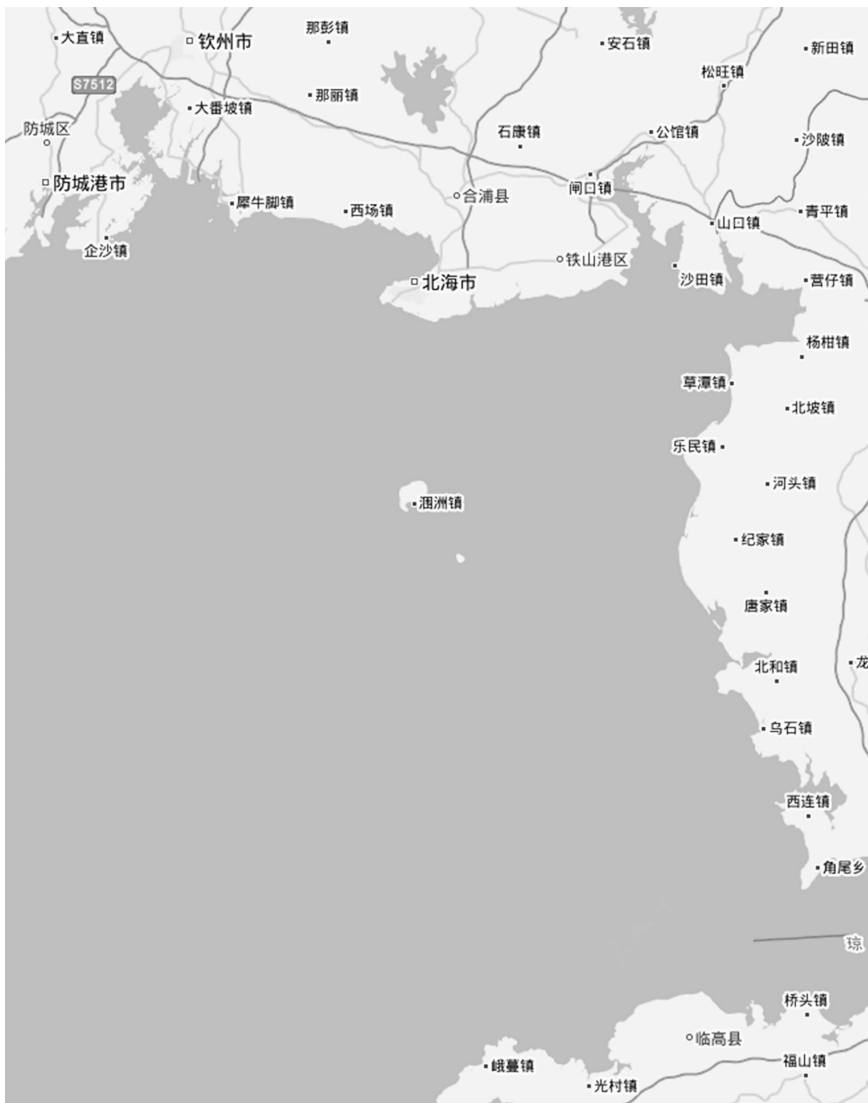 大直镇
钦州市
那彭镇
安石镇
新田镇
S7512
松旺镇
那丽镇
大番坡镇
防城区
石康镇
公馆镇
沙陂镇
防城港市
闸口镇
犀牛脚镇
西场镇
合浦县
青平镇
山口镇
企沙镇
铁山港区
北海市
沙田镇
营仔镇
杨柑镇
草潭镇
北坡镇
乐民镇
河头镇
涠洲镇
纪家镇
唐家镇
北和镇
龙
乌石镇
西连镇
角尾乡
琼
桥头镇
临高县
峨蔓镇
福山镇
光村镇